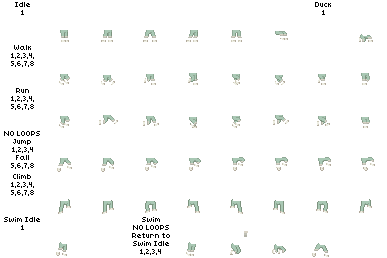 Idle
1
Duck
1
Walk
1,2,3,4,
5,6,7,8
Run
1,2,3,4,
5,6,7,8
NO LOOPS
Jump
1,2,3,4
Fall
5,6,7,8
Climb
1,2,3,4,
5,6,7,8
Swim Idle
1
Swim
NO LOOPS
Return to
Swim Idle
1,2,3,4